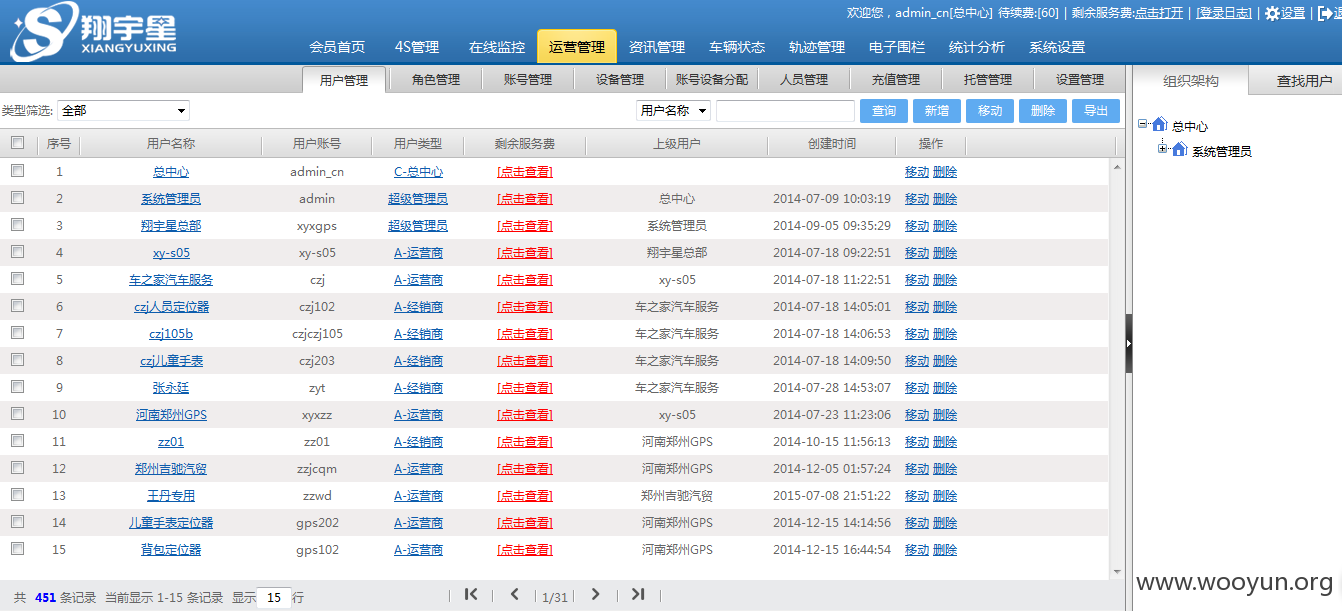 翔宇星
XIANGYUXING
欢迎您，admin_cn[总中心] 待续费:[60] | 剩余服务费:点击打开 | [登录日志] | 设置 |
会员首页 4S管理 在线监控 运营管理 资讯管理 车辆状态 轨迹管理 电子围栏 统计分析 系统设置
用户管理 角色管理 账号管理 设备管理 账号设备分配 人员管理 充值管理 托管管理 设置管理 组织架构 查找用户
类型筛选: 全部 用户名称 查询 新增 移动 删除 导出
总中心
系统管理员
序号 用户名称 用户账号 用户类型 剩余服务费 上级用户 创建时间 操作
1 总中心 admin_cn C-总中心 [点击查看] 移动 删除
2 系统管理员 admin 超级管理员 [点击查看] 总中心 2014-07-09 10:03:19 移动 删除
3 翔宇星总部 xyxgps 超级管理员 [点击查看] 系统管理员 2014-09-05 09:35:29 移动 删除
4 xy-s05 xy-s05 A-运营商 [点击查看] 翔宇星总部 2014-07-18 09:22:51 移动 删除
5 车之家汽车服务 czj A-运营商 [点击查看] xy-s05 2014-07-18 11:22:51 移动 删除
6 czj人员定位器 czj102 A-经销商 [点击查看] 车之家汽车服务 2014-07-18 14:05:01 移动 删除
7 czj105b czjczj105 A-经销商 [点击查看] 车之家汽车服务 2014-07-18 14:06:53 移动 删除
8 czj儿童手表 czj203 A-经销商 [点击查看] 车之家汽车服务 2014-07-18 14:09:50 移动 删除
9 张永廷 zyt A-经销商 [点击查看] 车之家汽车服务 2014-07-28 14:53:07 移动 删除
10 河南郑州GPS xyxzz A-运营商 [点击查看] xy-s05 2014-07-23 11:23:06 移动 删除
11 zz01 zz01 A-经销商 [点击查看] 河南郑州GPS 2014-10-15 11:56:13 移动 删除
12 郑州吉驰汽贸 zzjcqm A-运营商 [点击查看] 河南郑州GPS 2014-12-05 01:57:24 移动 删除
13 王丹专用 zzwd A-运营商 [点击查看] 郑州吉驰汽贸 2015-07-08 21:51:22 移动 删除
14 儿童手表定位器 gps202 A-运营商 [点击查看] 河南郑州GPS 2014-12-15 14:14:56 移动 删除
15 背包定位器 gps102 A-运营商 [点击查看] 河南郑州GPS 2014-12-15 16:44:54 移动 删除
共 451 条记录 当前显示 1-15 条记录 显示 15 行 1/31
www.wooyun.org